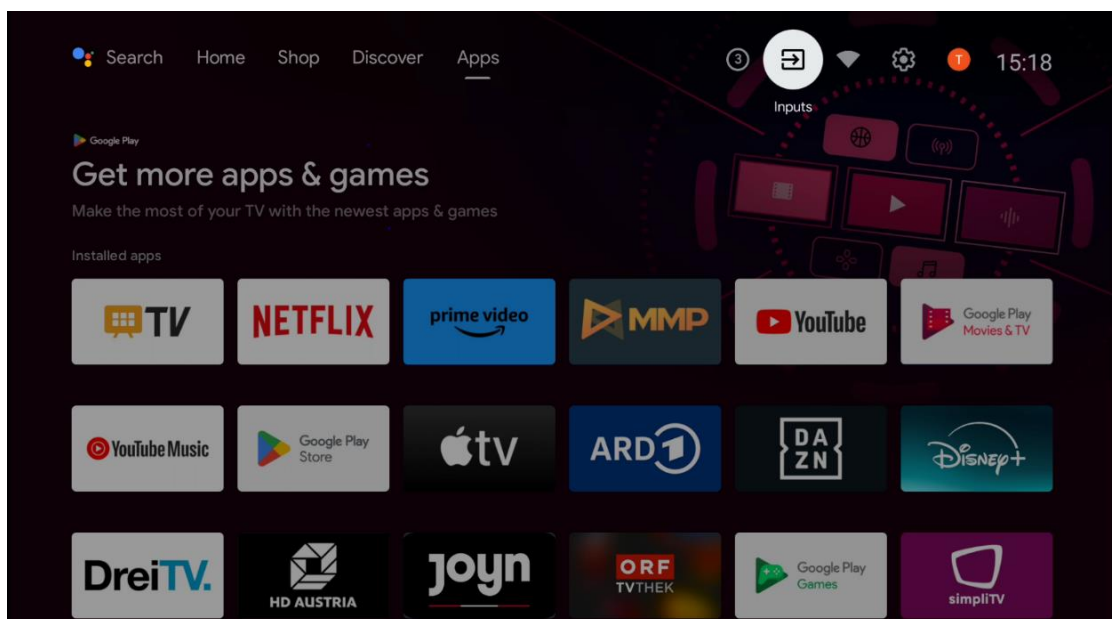 Search Home Shop Discover Apps 3 T 15:18
Inputs
Google Play
Get more apps & games
Make the most of your TV with the newest apps & games
Installed apps
TV NETFLIX prime video MMP YouTube Google Play
Movies & TV
YouTube Music Google Play
Store tv ARD 1 DA
ZN Disney+
DreiTV. HD AUSTRIA joyn ORF
TVTHEK Google Play
Games simpliTV